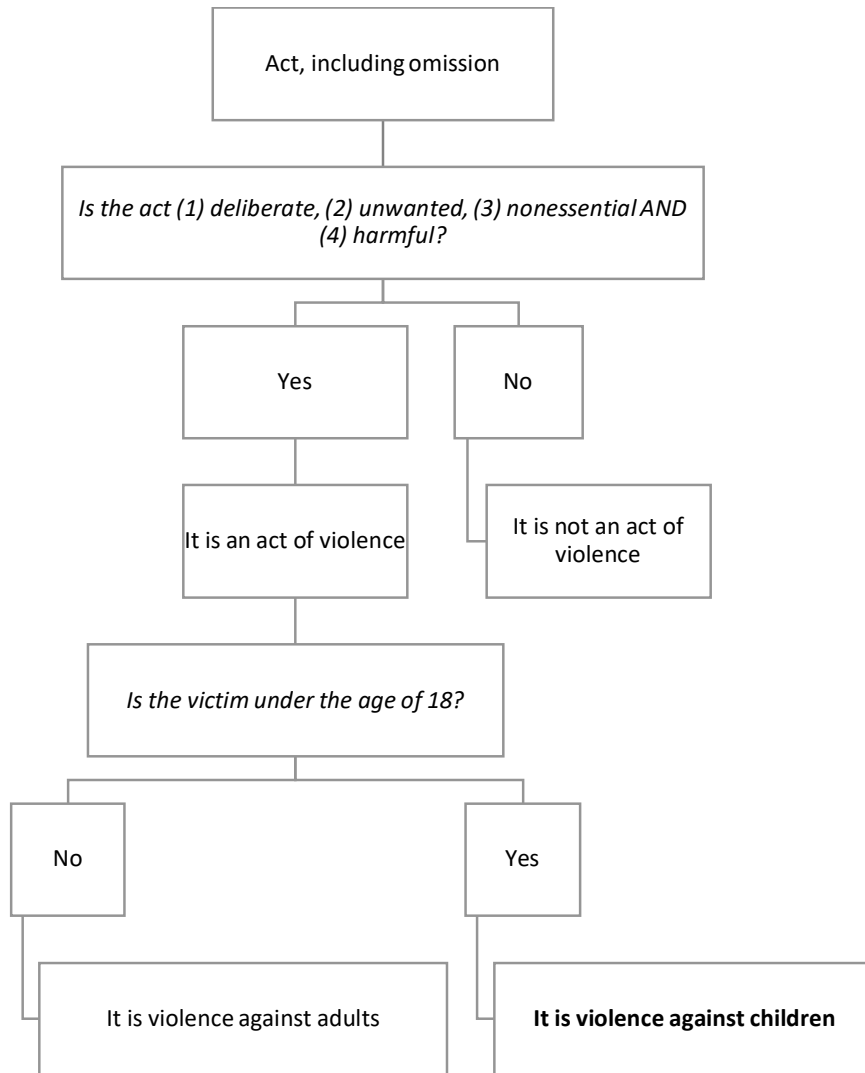 Act, including omission
Is the act (1) deliberate, (2) unwanted, (3) nonessential AND
(4) harmful?
Yes
No
It is an act of violence
It is not an act of
violence
Is the victim under the age of 18?
No
Yes
It is violence against adults
It is violence against children